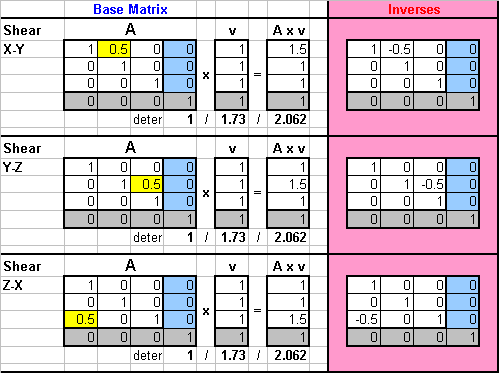 Base Matrix Inverses
Shear A v A x v
X-Y 1 0.5 0 0 1 1.5 1 -0.5 0 0
0 1 0 0 1 1 0 1 0 0
0 0 1 0 x 1 = 1 0 0 1 0
0 0 0 1 1 1 0 0 0 1
deter 1 / 1.73 / 2.062
Shear A v A x v
Y-Z 1 0 0 0 1 1 1 0 0 0
0 1 0.5 0 1 1.5 0 1 -0.5 0
0 0 1 0 x 1 = 1 0 0 1 0
0 0 0 1 1 1 0 0 0 1
deter 1 / 1.73 / 2.062
Shear A v A x v
Z-X 1 0 0 0 1 1 1 0 0 0
0 1 0 0 1 1 0 1 0 0
0.5 0 1 0 x 1 = 1.5 -0.5 0 1 0
0 0 0 1 1 1 0 0 0 1
deter 1 / 1.73 / 2.062